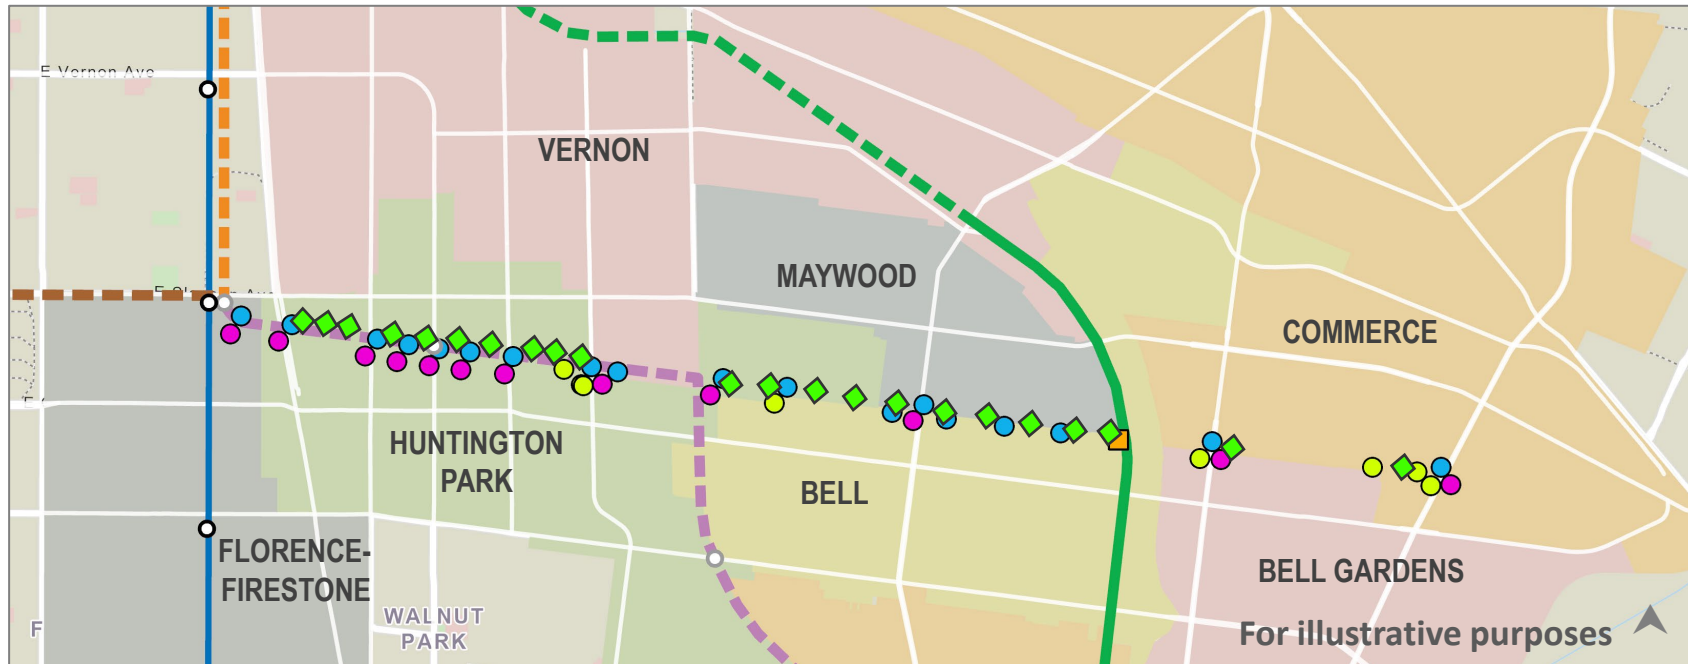 E Vernon Ave
VERNON
MAYWOOD
COMMERCE
HUNTINGTON
PARK
BELL
FLORENCE-
FIRESTONE
BELL GARDENS
WALNUT
PARK
F
For illustrative purposes